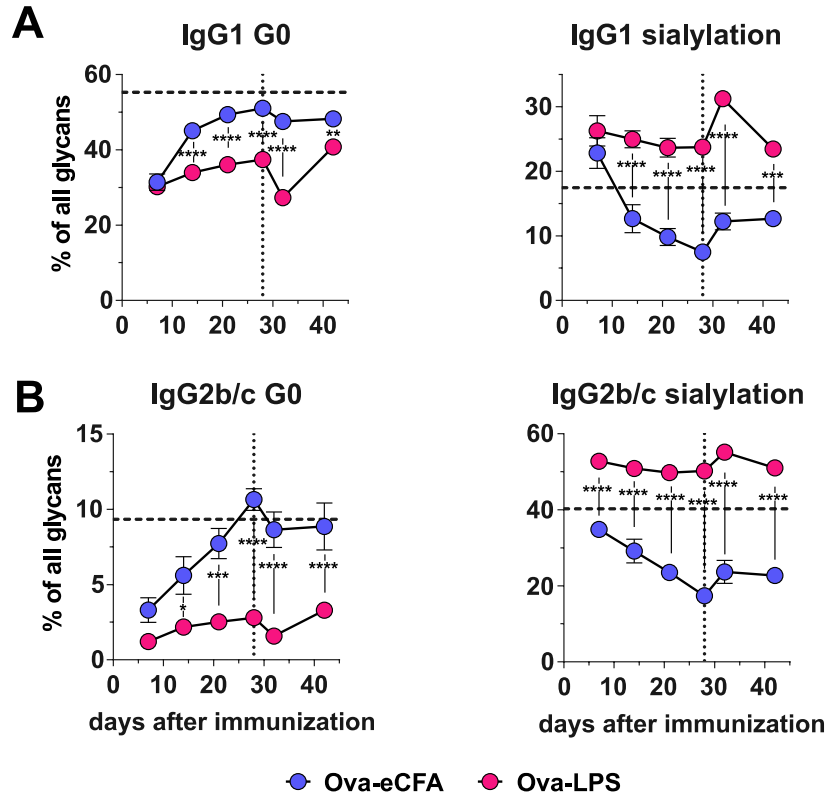 A
IgG1 G0
IgG1 sialylation
% of all glycans
60
40
20
0
0 10 20 30 40
**** **** **** **** **
30
20
10
0
0 10 20 30 40
**** **** **** **** ***
B
IgG2b/c G0
IgG2b/c sialylation
% of all glycans
15
10
5
0
0 10 20 30 40
* *** **** **** ****
days after immunization
60
40
20
0
0 10 20 30 40
**** **** **** **** **** ****
days after immunization
Ova-eCFA Ova-LPS